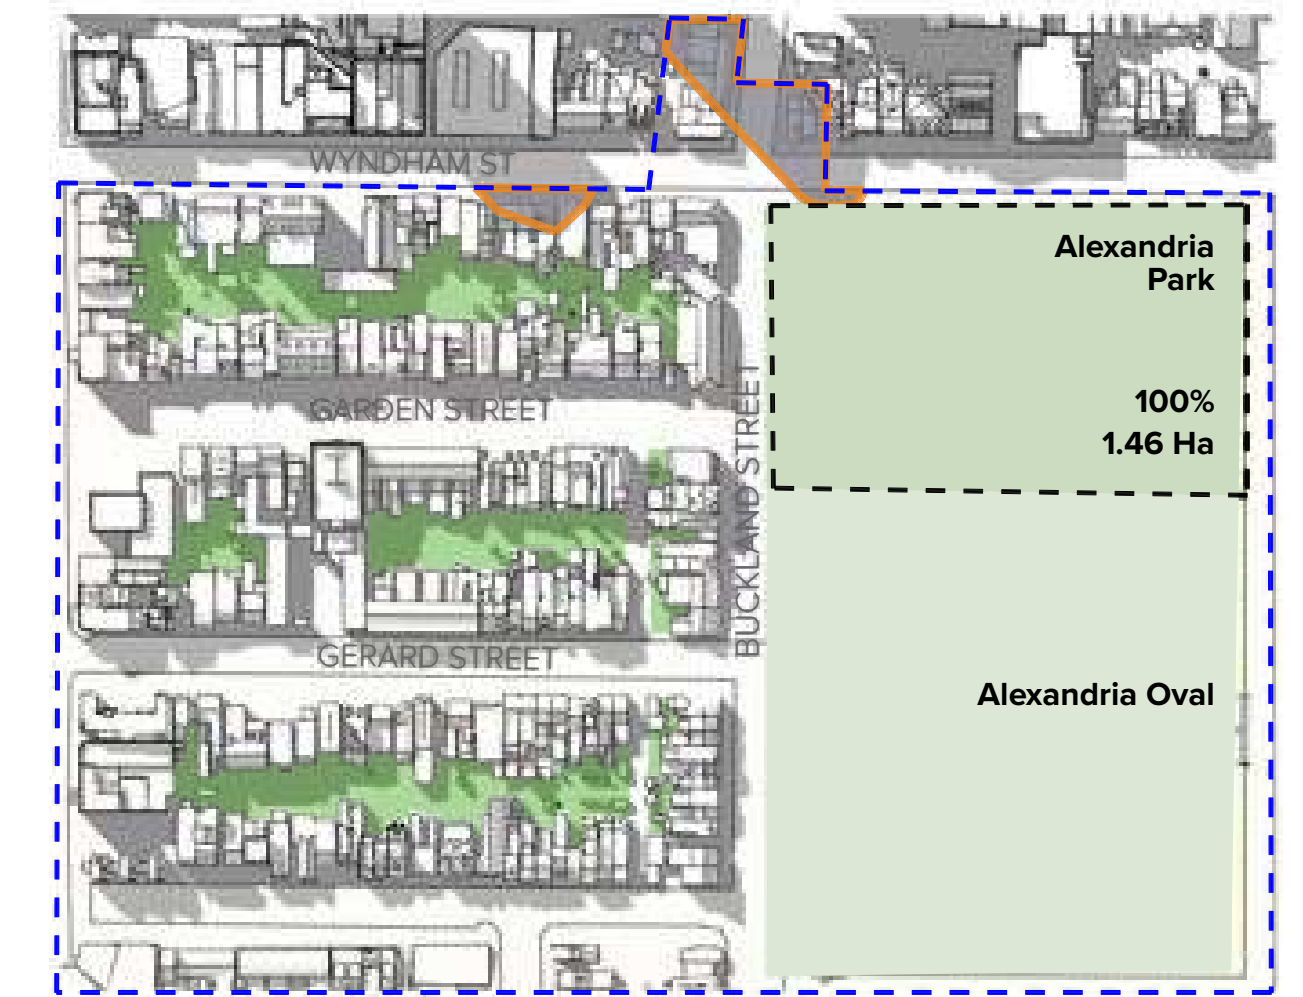 WYNDHAM ST
Alexandria
Park
100%
1.46 Ha
GARDEN STREET
BUCKLAND STREET
GERARD STREET
Alexandria Oval